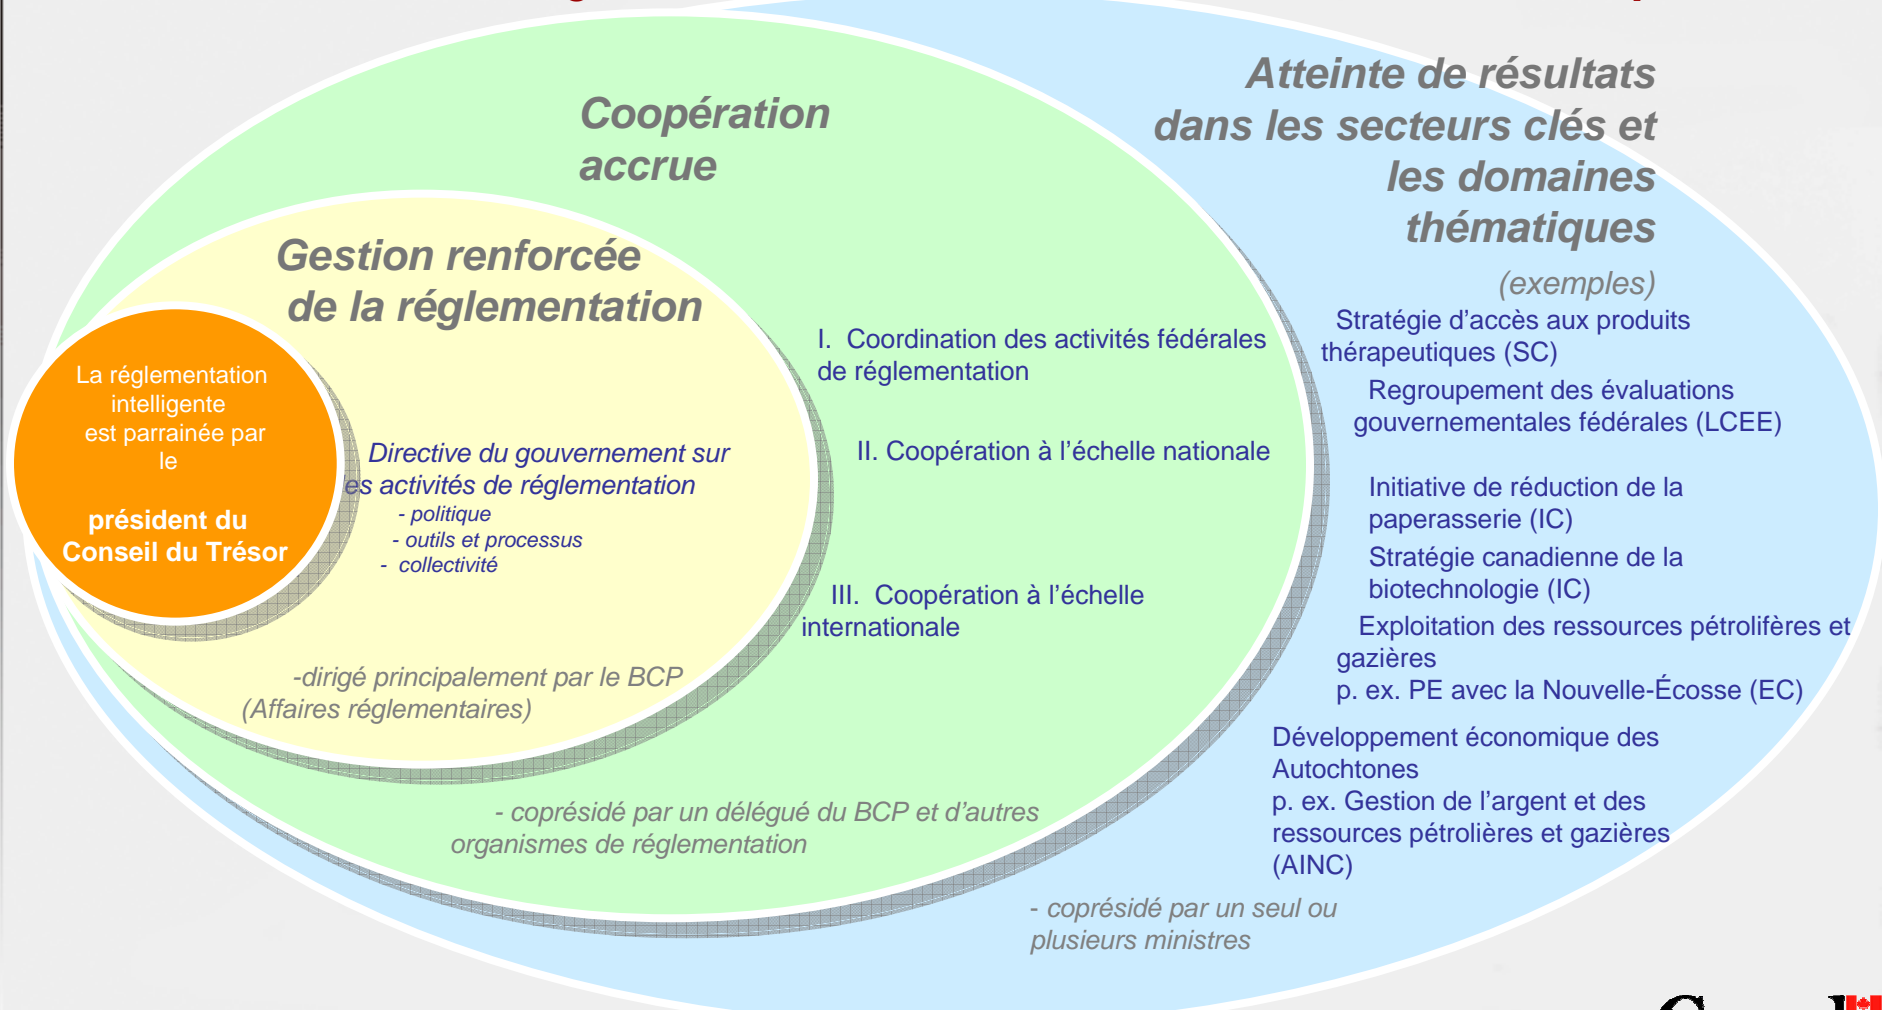 Atteinte de résultats
dans les secteurs clés et
les domaines
thématiques
(exemples)
Coopération
accrue
Gestion renforcée
de la réglementation
La réglementation
intelligente
est parrainée par
le
président du
Conseil du Trésor
Directive du gouvernement sur
es activités de réglementation
- politique
- outils et processus
- collectivité
-dirigé principalement par le BCP
(Affaires réglementaires)
I. Coordination des activités fédérales
de réglementation
II. Coopération à l’échelle nationale
III. Coopération à l’échelle
internationale
- coprésidé par un délégué du BCP et d’autres
organismes de réglementation
Stratégie d’accès aux produits
thérapeutiques (SC)
Regroupement des évaluations
gouvernementales fédérales (LCEE)
Initiative de réduction de la
paperasserie (IC)
Stratégie canadienne de la
biotechnologie (IC)
Exploitation des ressources pétrolifères et
gazières
p. ex. PE avec la Nouvelle-Écosse (EC)
Développement économique des
Autochtones
p. ex. Gestion de l’argent et des
ressources pétrolières et gazières
(AINC)
- coprésidé par un seul ou
plusieurs ministres